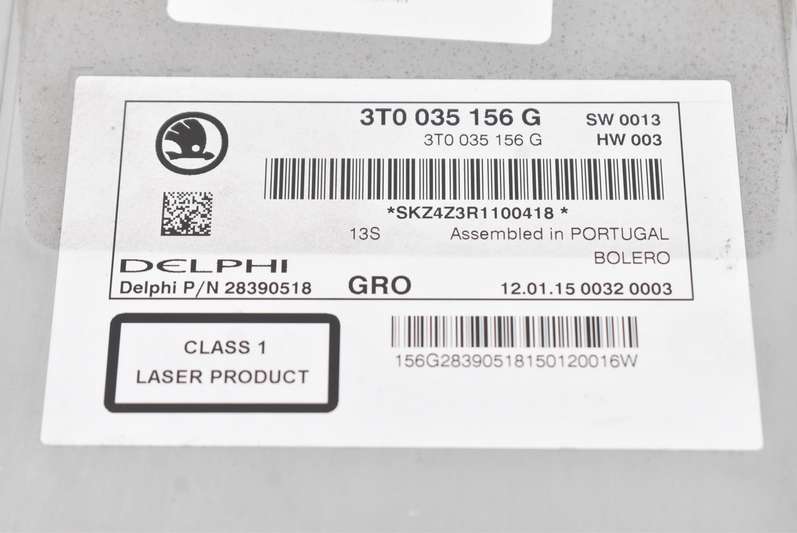 3T0 035 156 G SW 0013
3T0 035 156 G HW 003
*SKZ4Z3R1100418 *
13S Assembled in PORTUGAL
BOLERO
DELPHI
Delphi P/N 28390518 GRO 12.01.15 0032 0003
CLASS 1
LASER PRODUCT
156G28390518150120016W